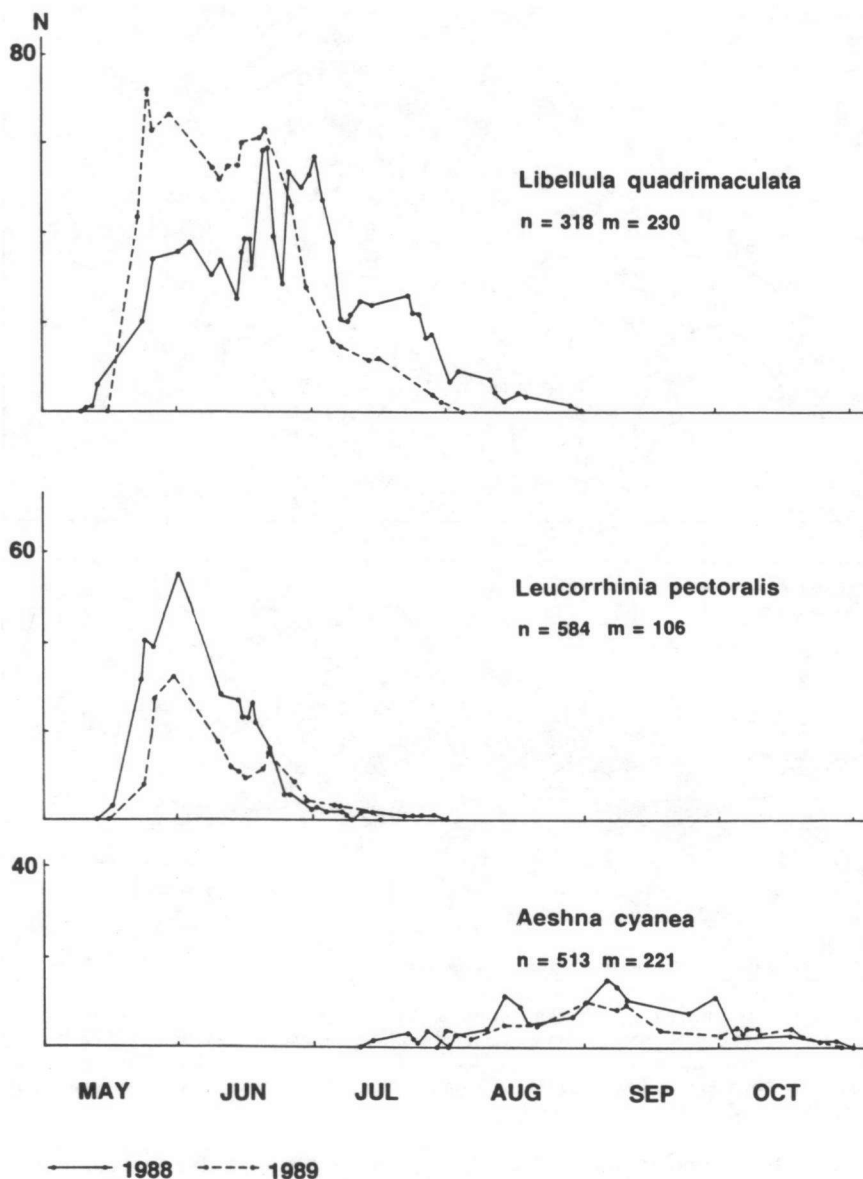 N
80
Libellula quadrimaculata
n = 318 m = 230
60
Leucorrhinia pectoralis
n = 584 m = 106
40
Aeshna cyanea
n = 513 m = 221
MAY JUN JUL AUG SEP OCT
1988 1989